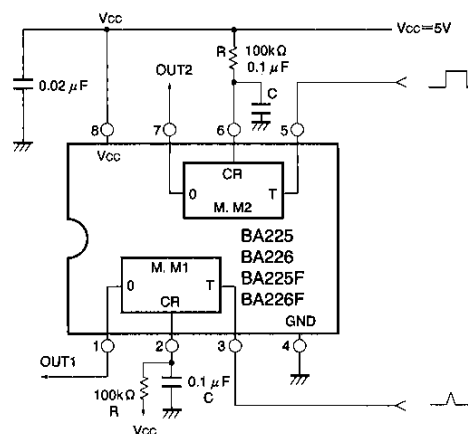 Vcc
Vcc=5V
R
100kΩ
0.1 μF
0.02 μF
OUT2
C
8
7
6
5
Vcc
CR
0
T
M. M2
BA225
BA226
BA225F
BA226F
M. M1
0
T
CR
GND
1
2
3
4
OUT1
100kΩ
R
0.1 μF
C
Vcc